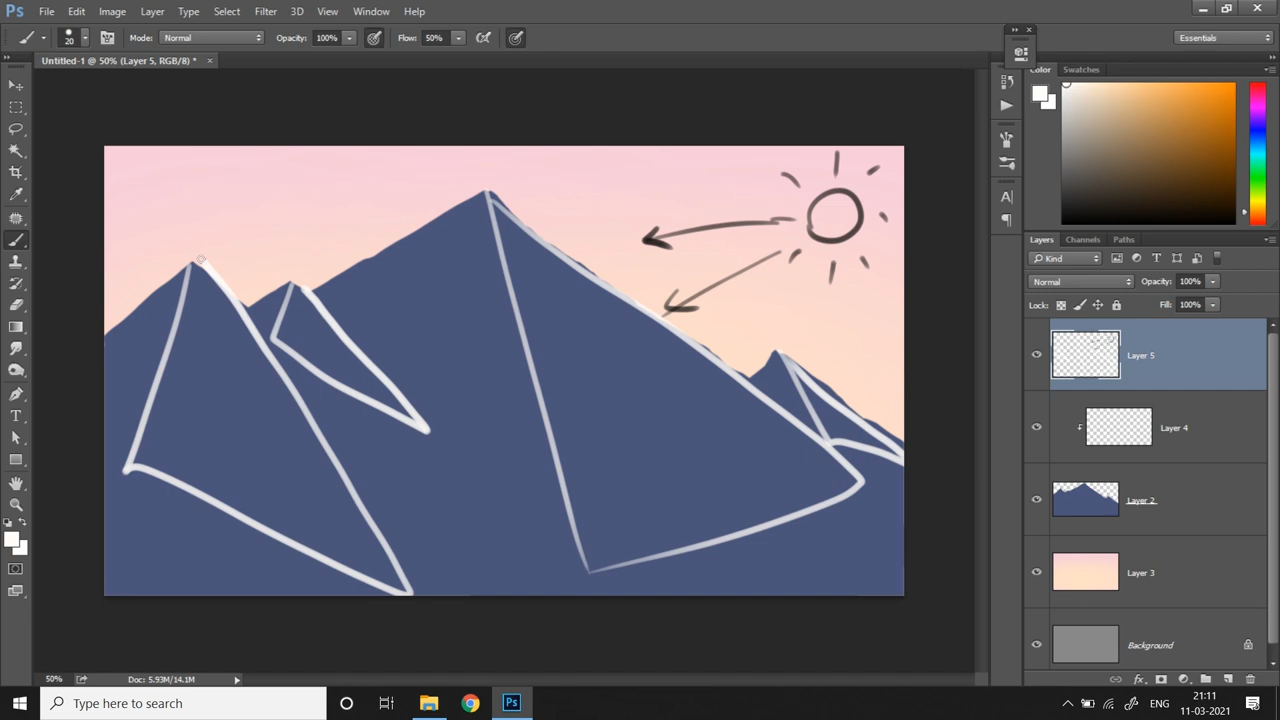 Ps File Edit Image Layer Type Select Filter 3D View Window Help
20 Mode: Normal Opacity: 100% Flow: 50% Essentials
Untitled-1 @ 50% (Layer 5, RGB/8) * ×
Color Swatches
Layers Channels Paths
Kind
Normal Opacity: 100%
Lock: Fill: 100%
Layer 5
Layer 4
Layer 2
Layer 3
Background
50% Doc: 5.93M/14.1M
Type here to search
ENG
21:11
11-03-2021